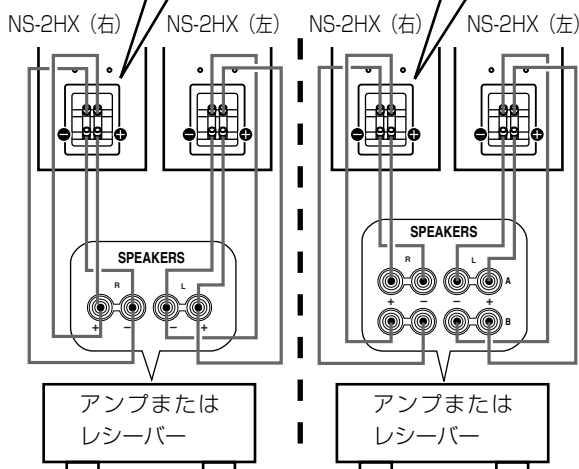 NS-2HX（右） NS-2HX（左）
SPEAKERS
R L
+ − − +
アンプまたは
レシーバー
NS-2HX（右） NS-2HX（左）
SPEAKERS
R L
A
+ − − +
B
アンプまたは
レシーバー